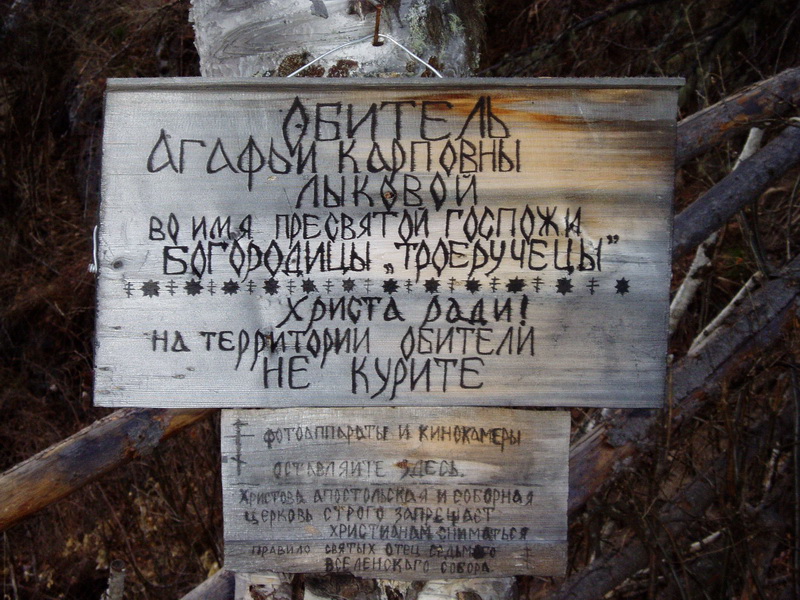 ОБИТЕЛЬ
АГАФЬИ КАРПОВНЫ
ЛЫКОВОЙ
ВО ИМЯ ПРЕСВЯТОЙ ГОСПОЖИ
БОГОРОДИЦЫ „ТРОЕРУЧЕЦЫ”
ХРИСТА РАДИ!
НА ТЕРРИТОРИИ ОБИТЕЛИ
НЕ КУРИТЕ
ФОТОАППАРАТЫ И КИНОКАМЕРЫ
ОСТАВЛЯЙТЕ ЗДЕСЬ.
ХРИСТОВА АПОСТОЛЬСКАЯ И СОБОРНАЯ
ЦЕРКОВЬ СТРОГО ЗАПРЕЩАЕТ
ХРИСТИАНАМ СНИМАТЬСЯ
ПРАВИЛО СВЯТЫХ ОТЕЦ СЕДЬМАГО
ВСЕЛЕНСКОГО СОБОРА.